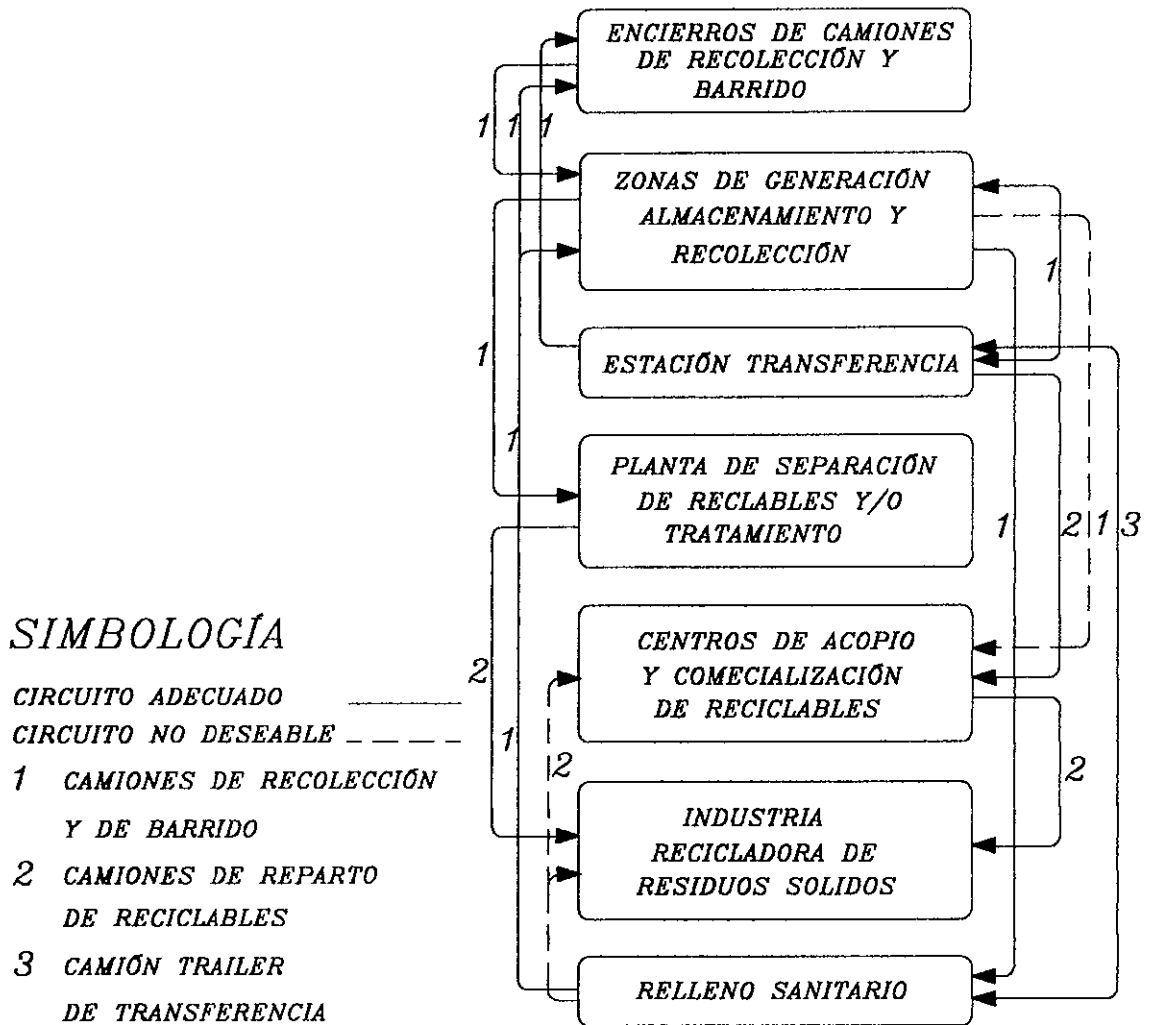 ENCIERROS DE CAMIONES
DE RECOLECCIÓN Y
BARRIDO
1 1 1
ZONAS DE GENERACIÓN
ALMACENAMIENTO Y
RECOLECCIÓN
1
1
ESTACIÓN TRANSFERENCIA
1
PLANTA DE SEPARACIÓN
DE RECLABLES Y/O
TRATAMIENTO
1
2 1 3
CENTROS DE ACOPIO
Y COMECIALIZACIÓN
DE RECICLABLES
2
1
2
2
INDUSTRIA
RECICLADORA DE
RESIDUOS SOLIDOS
RELLENO SANITARIO
SIMBOLOGÍA
CIRCUITO ADECUADO
CIRCUITO NO DESEABLE
1 CAMIONES DE RECOLECCIÓN
Y DE BARRIDO
2 CAMIONES DE REPARTO
DE RECICLABLES
3 CAMIÓN TRAILER
DE TRANSFERENCIA